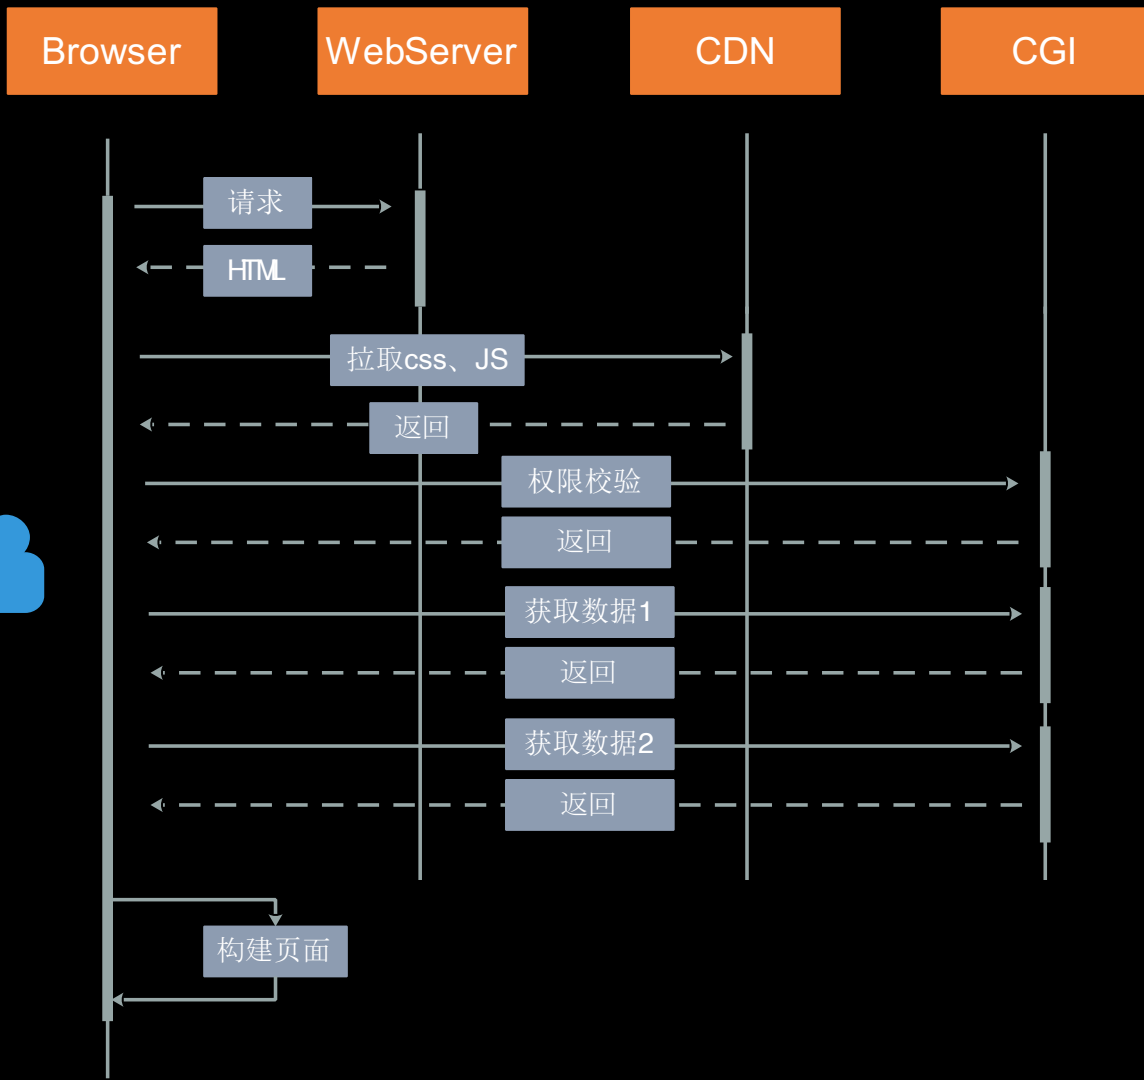 Browser
WebServer
CDN
CGI
请求
HTML
拉取css、JS
返回
权限校验
返回
获取数据1
返回
获取数据2
返回
构建页面